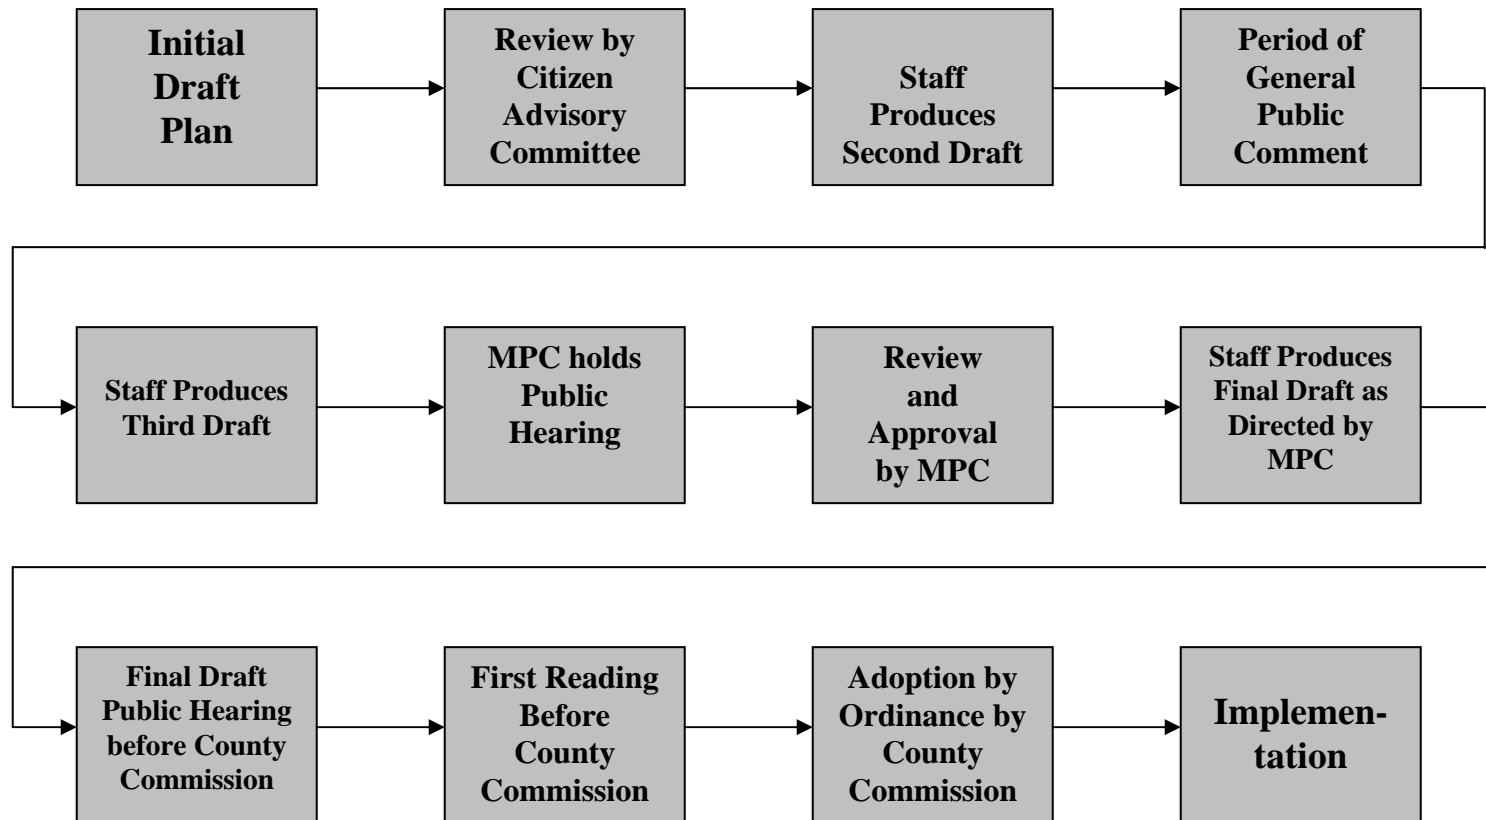 Initial
Draft
Plan
Review by
Citizen
Advisory
Committee
Staff
Produces
Second Draft
Period of
General
Public
Comment
Staff Produces
Third Draft
MPC holds
Public
Hearing
Review
and
Approval
by MPC
Staff Produces
Final Draft as
Directed by
MPC
Final Draft
Public Hearing
before County
Commission
First Reading
Before
County
Commission
Adoption by
Ordinance by
County
Commission
Implemen-
tation